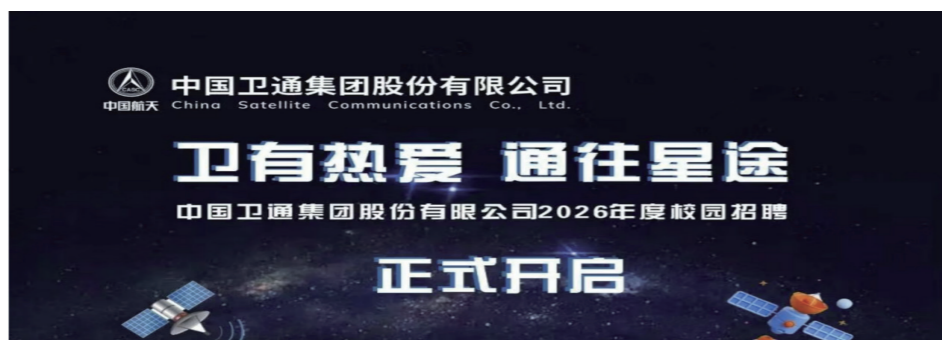 中国卫通集团股份有限公司
CASC
中国航天 China Satellite Communications Co., Ltd.
卫有热爱 通往星途
中国卫通集团股份有限公司2026年度校园招聘
正式开启